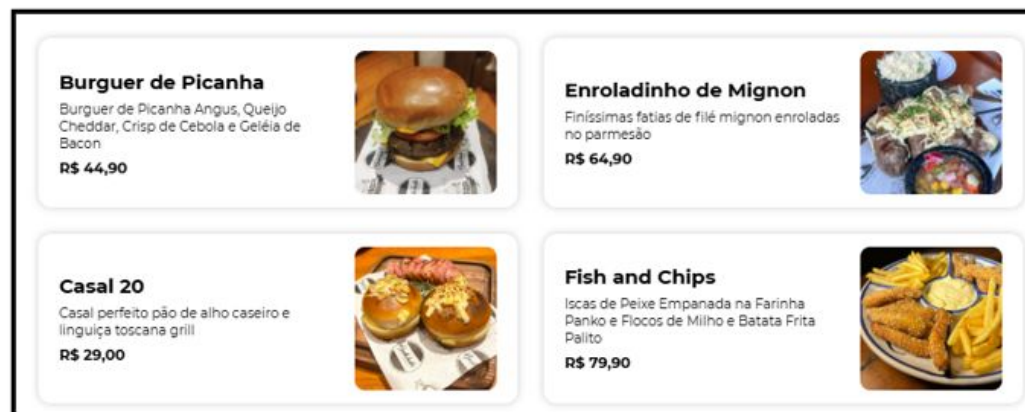 Burguer de Picanha
Burguer de Picanha Angus, Queijo
Cheddar, Crisp de Cebola e Geléia de
Bacon
R$ 44,90
Enroladinho de Mignon
Finíssimas fatias de filé mignon enroladas
no parmesão
R$ 64,90
Casal 20
Casal perfeito pão de alho caseiro e
linguiça toscana grill
R$ 29,00
Fish and Chips
Iscas de Peixe Empanada na Farinha
Panko e Flocos de Milho e Batata Frita
Palito
R$ 79,90